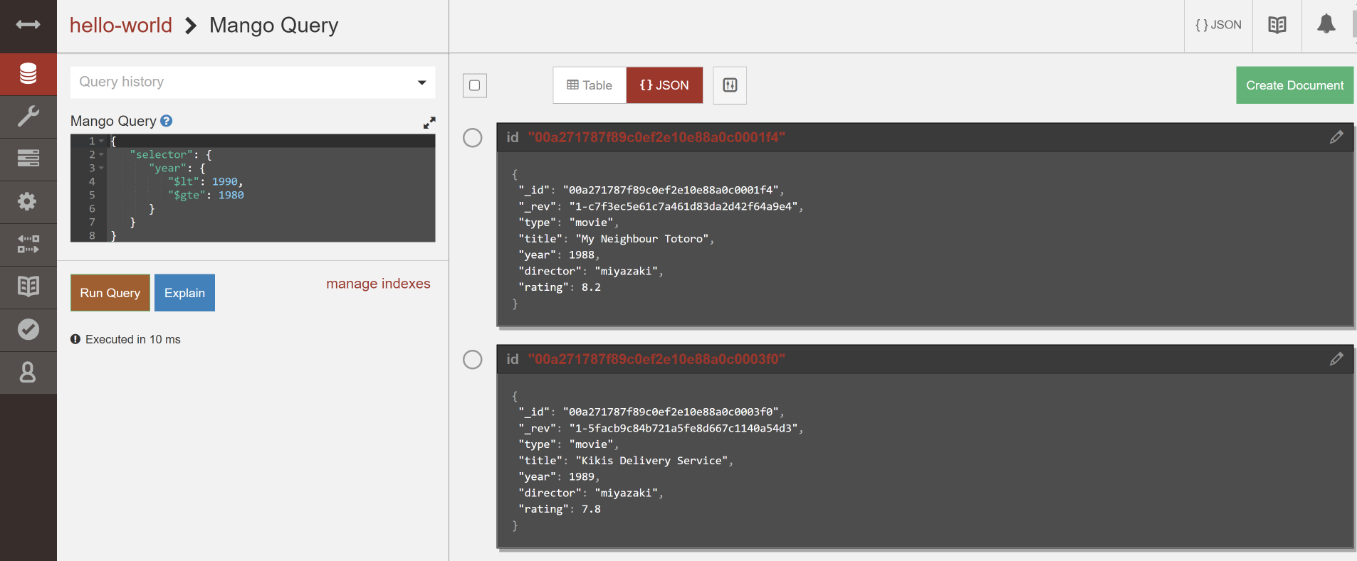 hello-world > Mango Query
{ } JSON
Query history
Mango Query ?
1 {
2 "selector": {
3 "year": {
4 "$lt": 1990,
5 "$gte": 1980
6 }
7 }
8 }
Run Query
Explain
manage indexes
Executed in 10 ms
Table
{ } JSON
Create Document
id "00a271787f89c0ef2e10e88a0c0001f4"
{
"_id": "00a271787f89c0ef2e10e88a0c0001f4",
"_rev": "1-c7f3ec5e61c7a461d83da2d42f64a9e4",
"type": "movie",
"title": "My Neighbour Totoro",
"year": 1988,
"director": "miyazaki",
"rating": 8.2
}
id "00a271787f89c0ef2e10e88a0c0003f0"
{
"_id": "00a271787f89c0ef2e10e88a0c0003f0",
"_rev": "1-5facb9c84b721a5fe8d667c1140a54d3",
"type": "movie",
"title": "Kikis Delivery Service",
"year": 1989,
"director": "miyazaki",
"rating": 7.8
}